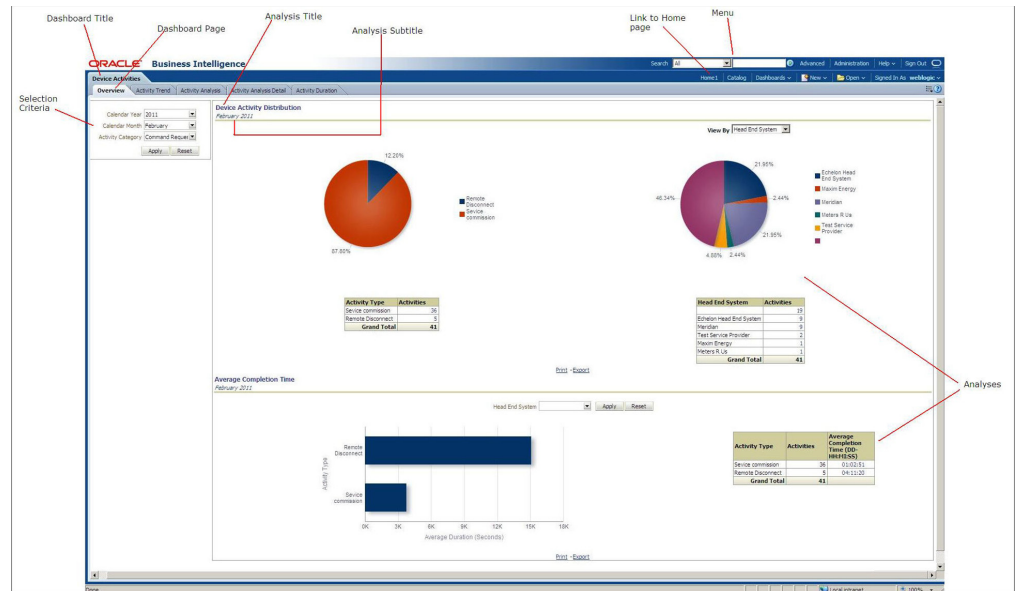 Dashboard Title
Analysis Title
Menu
Dashboard Page
Analysis Subtitle
Link to Home
page
ORACLE Business Intelligence
Search All Advanced Administration Help Sign Out
Device Activities
Home1 Catalog Dashboards New Open Signed In As weblogic
Overview Activity Trend Activity Analysis Activity Analysis Detail Activity Duration
Selection
Criteria
Calendar Year 2011
Calendar Month February
Activity Category Command Reques
Apply Reset
Device Activity Distribution
February 2011
View By Head End System
12.20%
87.80%
Remote
Disconnect
Sevice
commission
21.95%
2.44%
21.95%
2.44%
4.88%
46.34%
Echelon Head
End System
Maxim Energy
Meridian
Meters R Us
Test Service
Provider
Activity Type Activities
Sevice commission 36
Remote Disconnect 5
Grand Total 41
Head End System Activities
19
Echelon Head End System 9
Meridian 9
Test Service Provider 2
Maxim Energy 1
Meters R Us 1
Grand Total 41
Print - Export
Analyses
Average Completion Time
February 2011
Head End System Apply Reset
Activity Type
Remote
Disconnect
Sevice
commission
0K 3K 6K 9K 12K 15K 18K
Average Duration (Seconds)
Activity Type Activities Average
Completion
Time (DD-
HH:MI:SS)
Sevice commission 36 01:02:51
Remote Disconnect 5 04:11:20
Grand Total 41
Print - Export
Done
Local intranet
100%